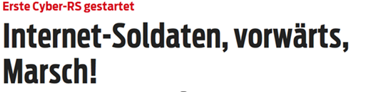 Erste Cyber-RS gestartet
Internet-Soldaten, vorwärts,
Marsch!